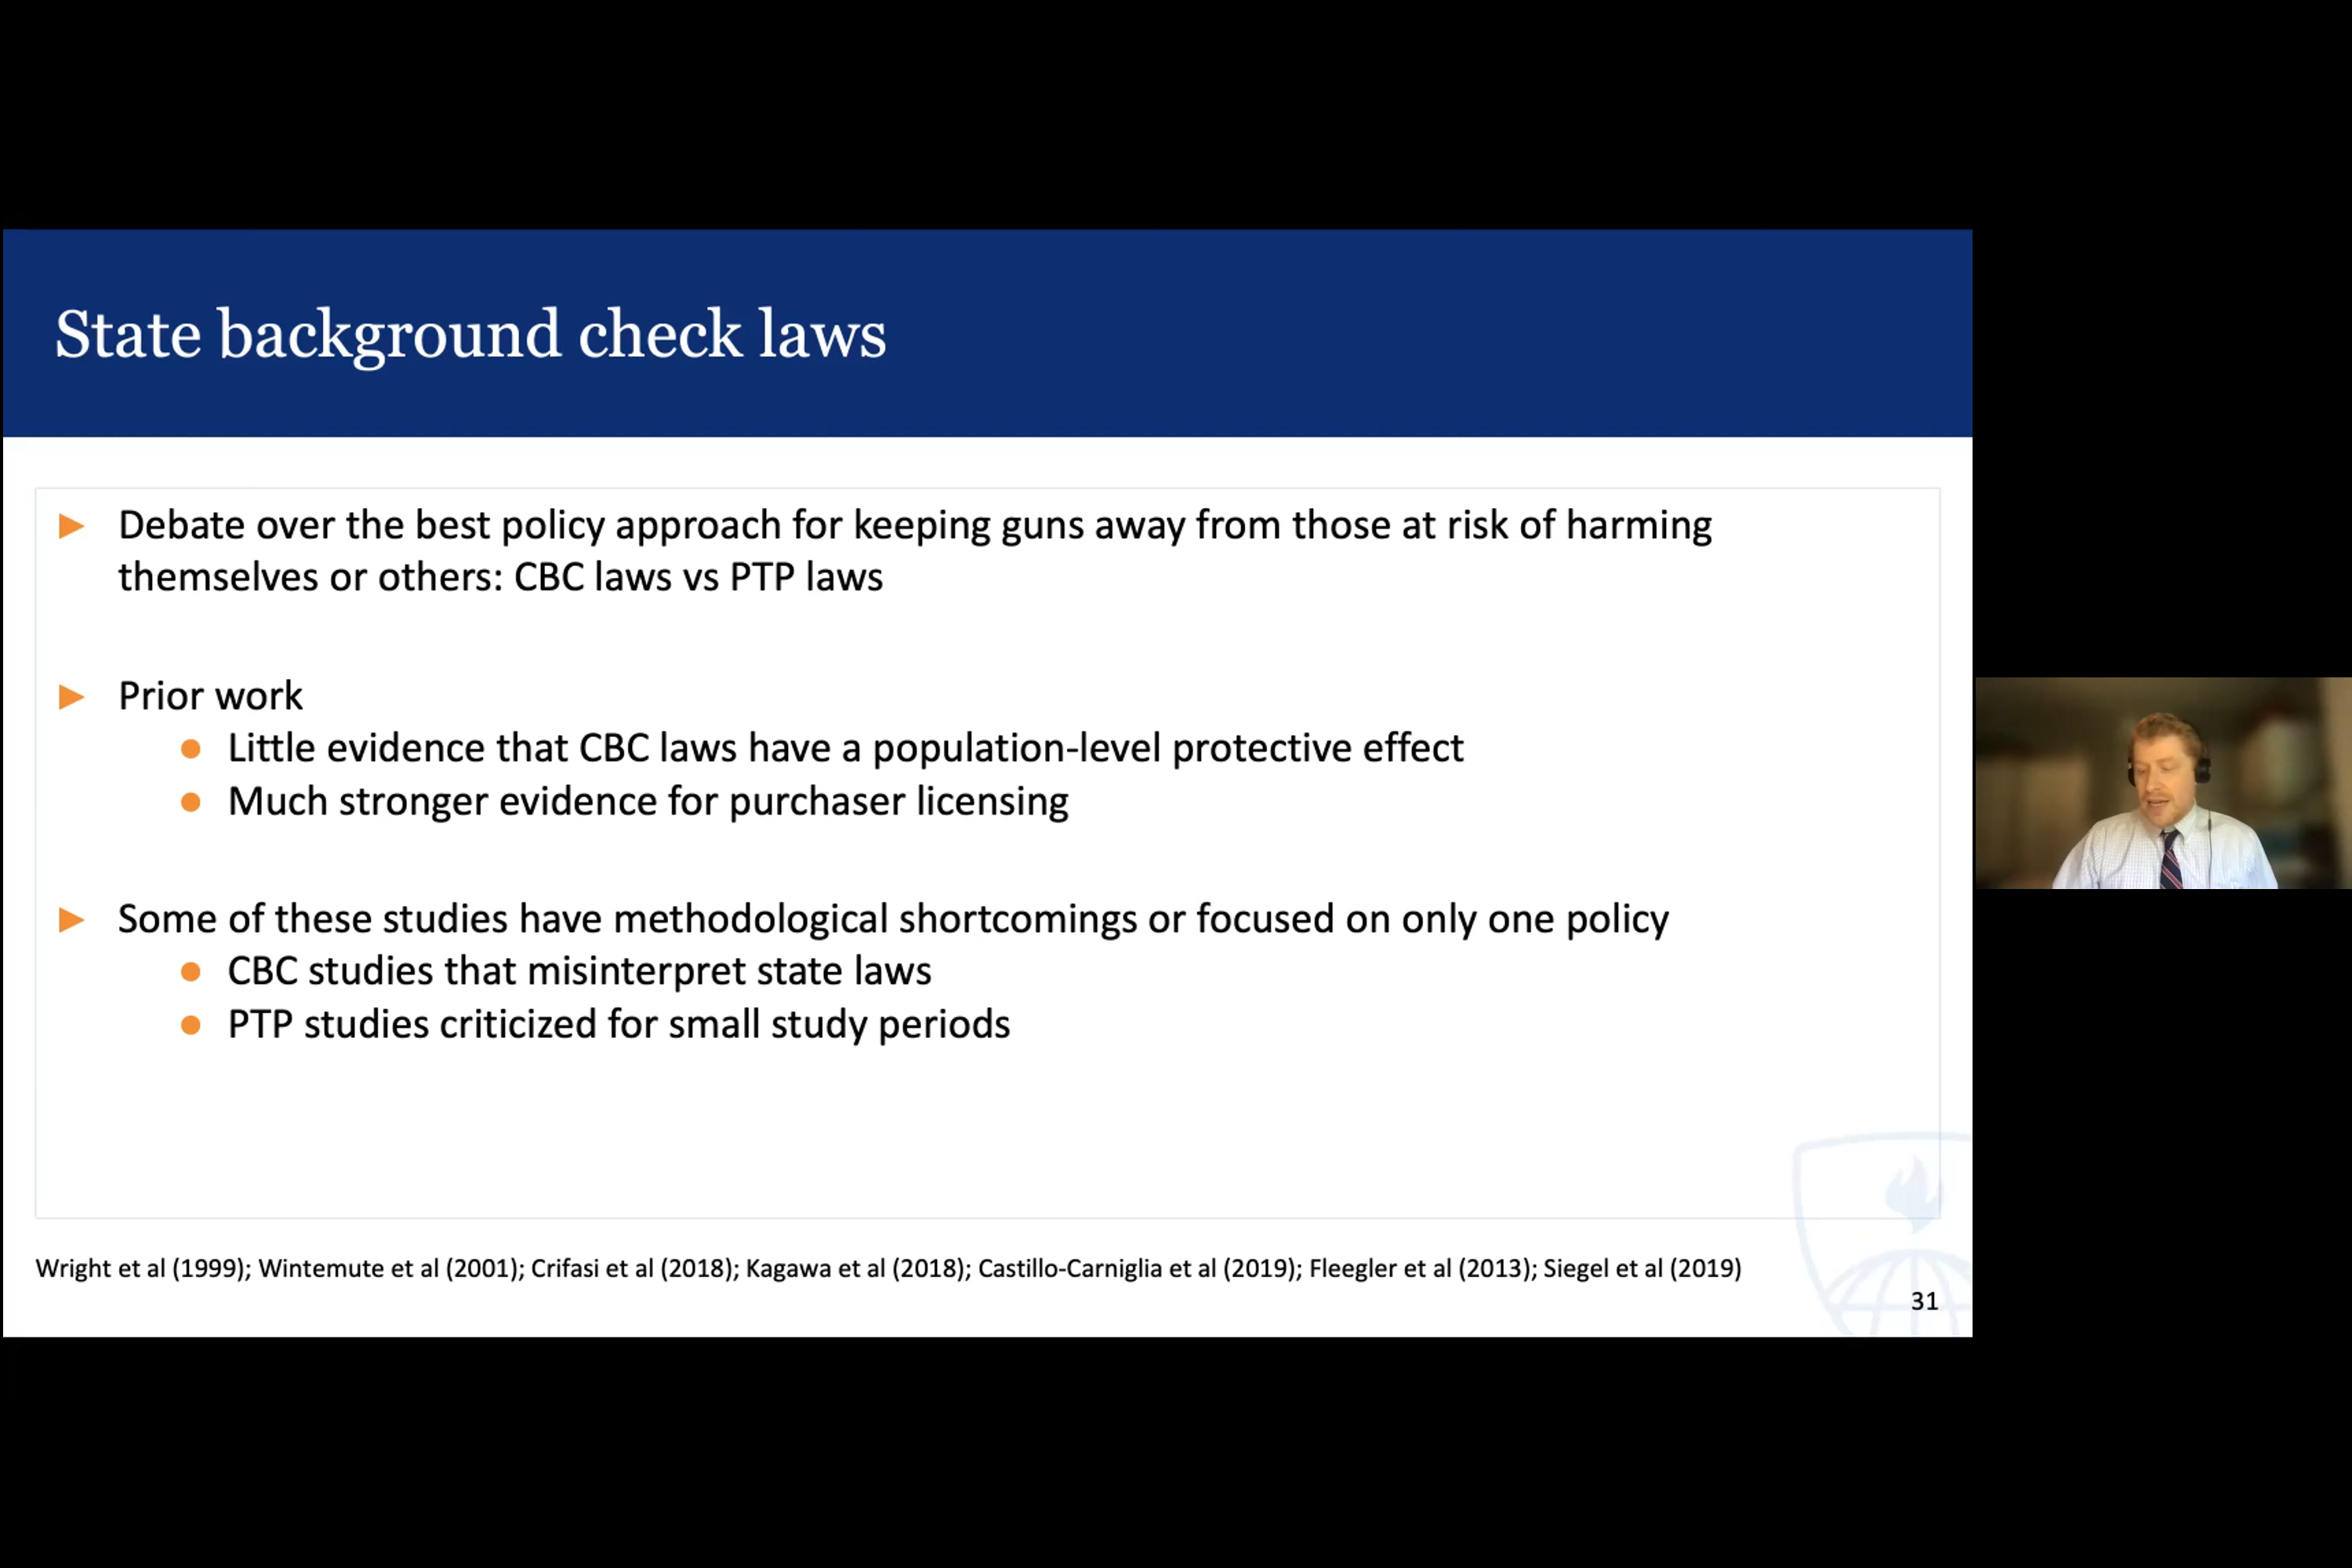 State background check laws
Debate over the best policy approach for keeping guns away from those at risk of harming
themselves or others: CBC laws vs PTP laws
Prior work
Little evidence that CBC laws have a population-level protective effect
Much stronger evidence for purchaser licensing
Some of these studies have methodological shortcomings or focused on only one policy
CBC studies that misinterpret state laws
PTP studies criticized for small study periods
Wright et al (1999); Wintemute et al (2001); Crifasi et al (2018); Kagawa et al (2018); Castillo-Carniglia et al (2019); Fleegler et al (2013); Siegel et al (2019)
31